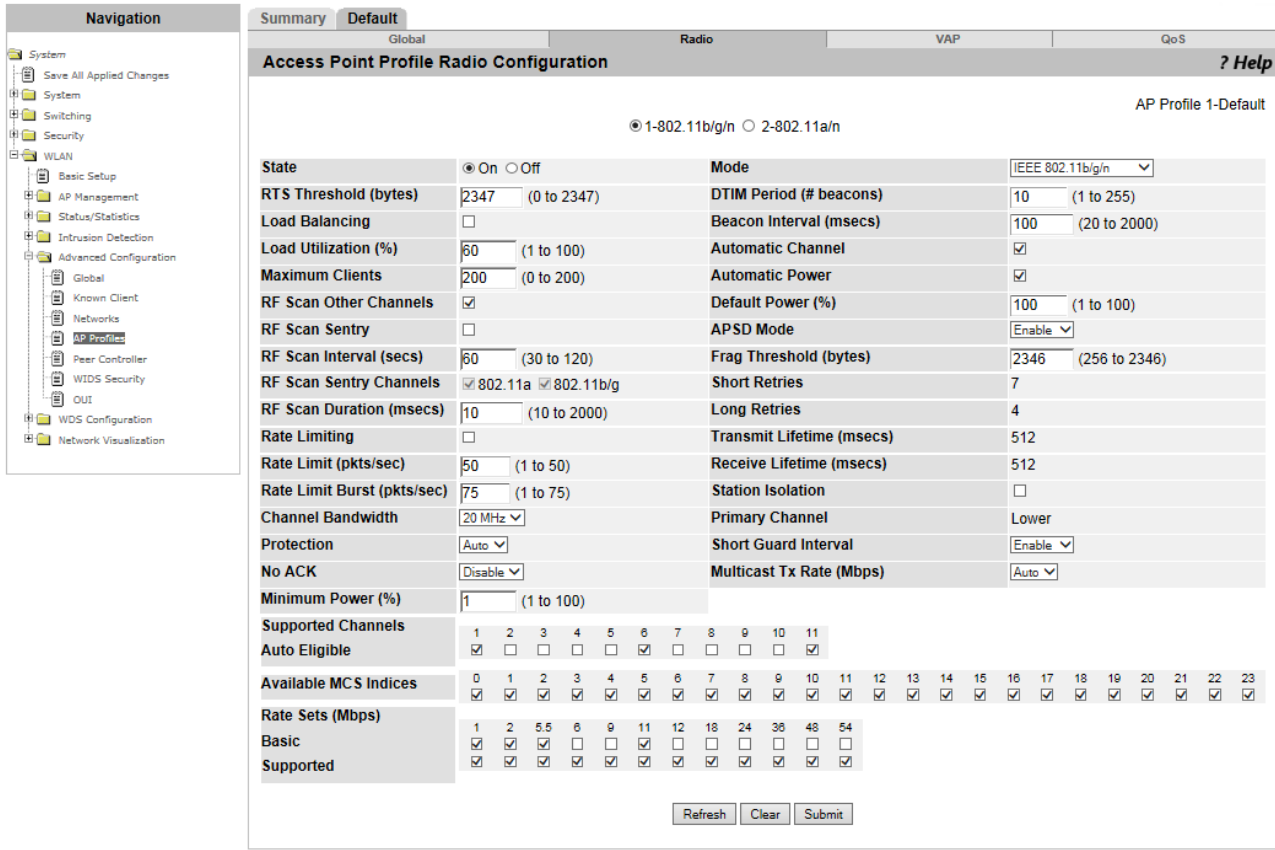 Navigation
System
Save All Applied Changes
System
Switching
Security
WLAN
Basic Setup
AP Management
Status/Statistics
Intrusion Detection
Advanced Configuration
Global
Known Client
Networks
AP Profiles
Peer Controller
WIDS Security
OUI
WDS Configuration
Network Visualization
Summary Default
Global Radio VAP QoS
Access Point Profile Radio Configuration ? Help
AP Profile 1-Default
1-802.11b/g/n 2-802.11a/n
State On Off Mode IEEE 802.11b/g/n
RTS Threshold (bytes) 2347 (0 to 2347) DTIM Period (# beacons) 10 (1 to 255)
Load Balancing Beacon Interval (msecs) 100 (20 to 2000)
Load Utilization (%) 60 (1 to 100) Automatic Channel
Maximum Clients 200 (0 to 200) Automatic Power
RF Scan Other Channels Default Power (%) 100 (1 to 100)
RF Scan Sentry APSD Mode Enable
RF Scan Interval (secs) 60 (30 to 120) Frag Threshold (bytes) 2346 (256 to 2346)
RF Scan Sentry Channels 802.11a 802.11b/g Short Retries 7
RF Scan Duration (msecs) 10 (10 to 2000) Long Retries 4
Rate Limiting Transmit Lifetime (msecs) 512
Rate Limit (pkts/sec) 50 (1 to 50) Receive Lifetime (msecs) 512
Rate Limit Burst (pkts/sec) 75 (1 to 75) Station Isolation
Channel Bandwidth 20 MHz Primary Channel Lower
Protection Auto Short Guard Interval Enable
No ACK Disable Multicast Tx Rate (Mbps) Auto
Minimum Power (%) 1 (1 to 100)
Supported Channels 1 2 3 4 5 6 7 8 9 10 11
Auto Eligible
Available MCS Indices 0 1 2 3 4 5 6 7 8 9 10 11 12 13 14 15 16 17 18 19 20 21 22 23
Rate Sets (Mbps) 1 2 5.5 6 9 11 12 18 24 36 48 54
Basic
Supported
Refresh Clear Submit